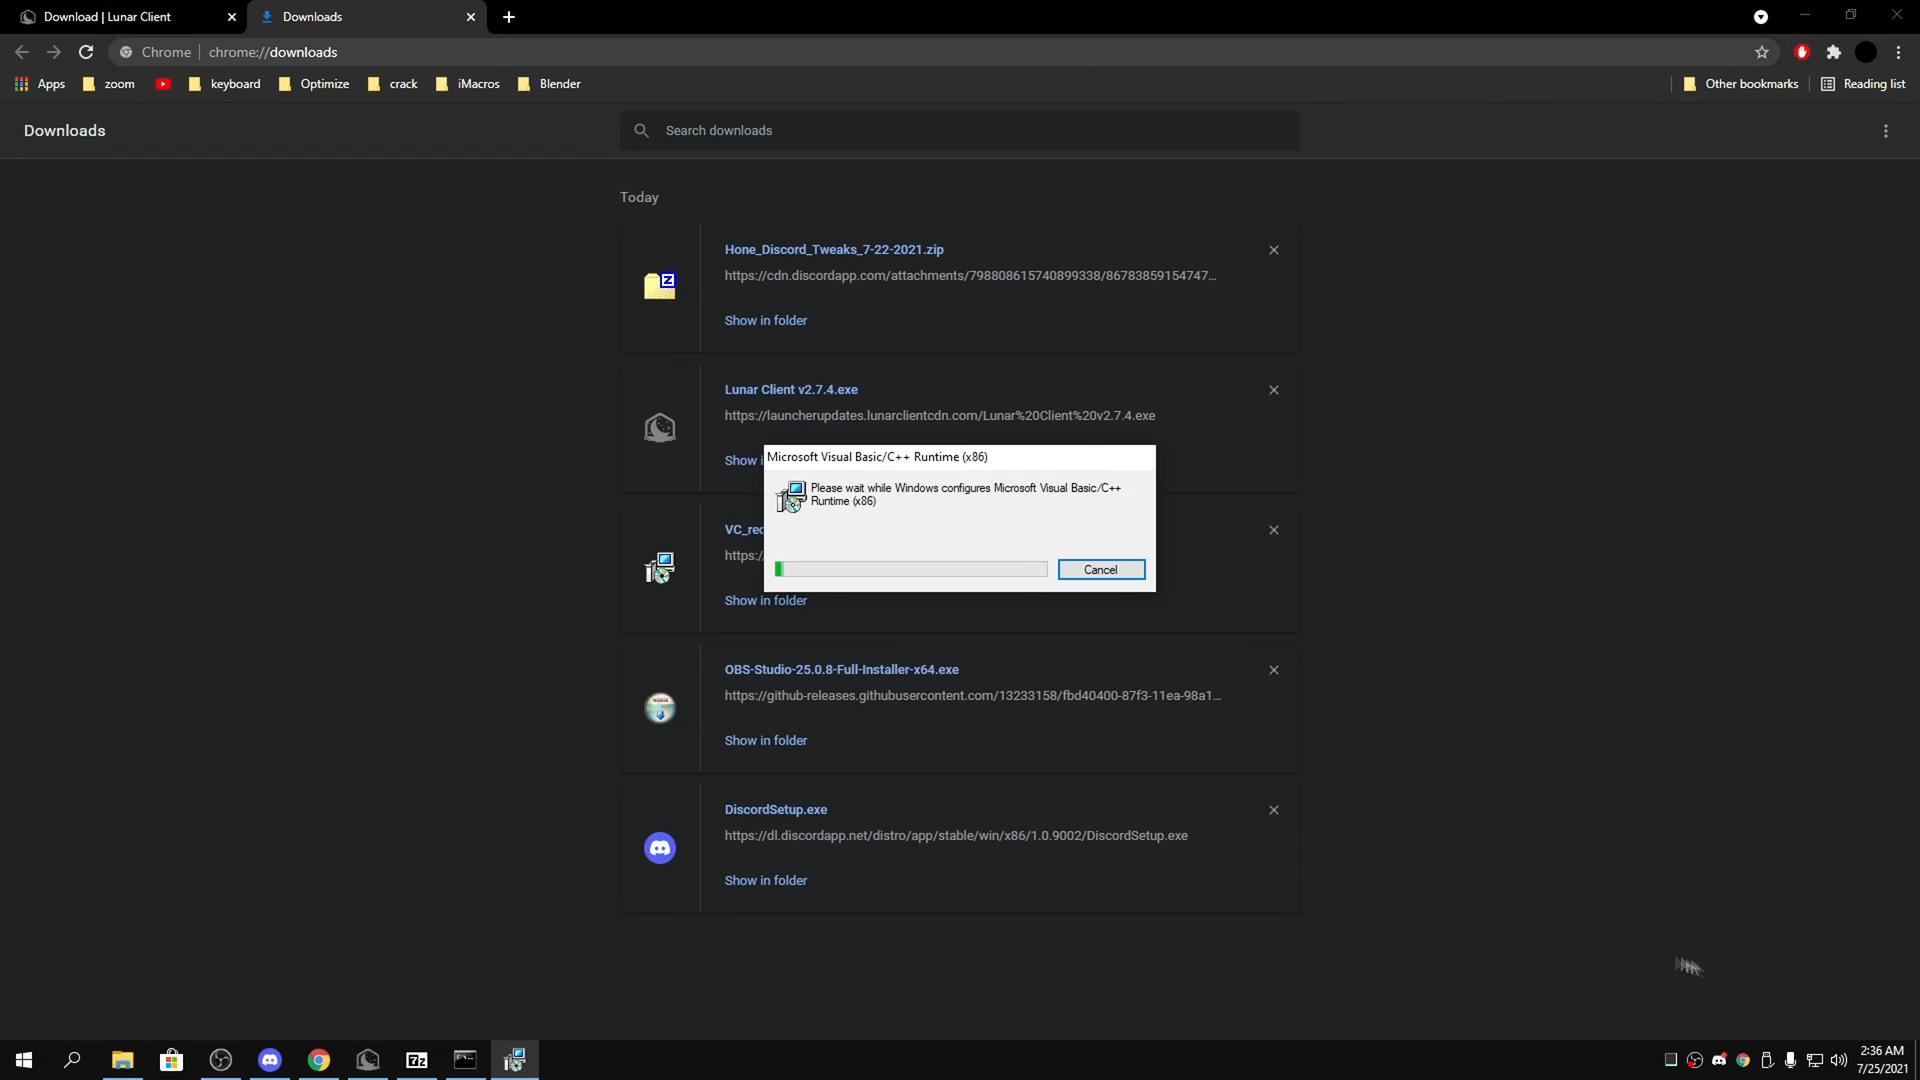 Download | Lunar Client
Downloads
Chrome
chrome://downloads
Apps
zoom
keyboard
Optimize
crack
iMacros
Blender
Other bookmarks
Reading list
Downloads
Search downloads
Today
Hone_Discord_Tweaks_7-22-2021.zip
https://cdn.discordapp.com/attachments/798808615740899338/86783859154747...
Show in folder
Lunar Client v2.7.4.exe
https://launcherupdates.lunarclientcdn.com/Lunar%20Client%20v2.7.4.exe
Show i
Microsoft Visual Basic/C++ Runtime (x86)
Please wait while Windows configures Microsoft Visual Basic/C++
Runtime (x86)
Cancel
VC_rec
https:/
Show in folder
OBS-Studio-25.0.8-Full-Installer-x64.exe
https://github-releases.githubusercontent.com/13233158/fbd40400-87f3-11ea-98a1...
Show in folder
DiscordSetup.exe
https://dl.discordapp.net/distro/app/stable/win/x86/1.0.9002/DiscordSetup.exe
Show in folder
7z
2:36 AM
7/25/2021